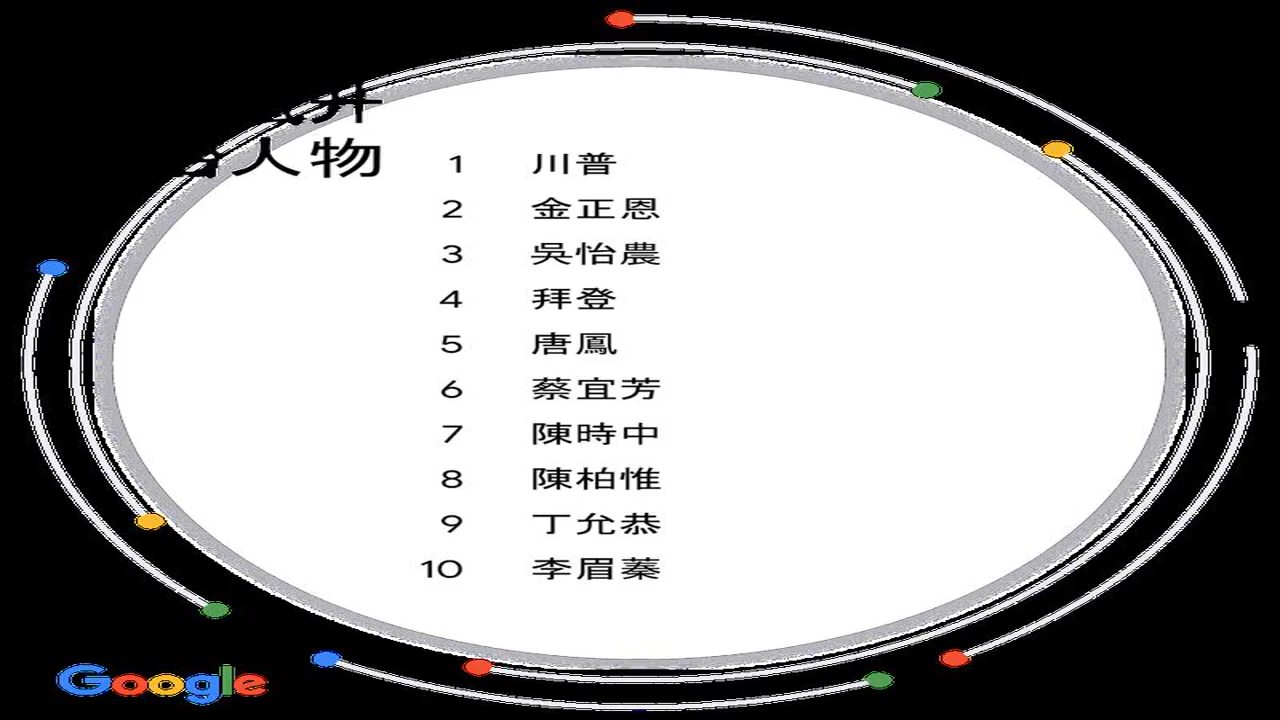 升
人物
1 川普
2 金正恩
3 吳怡農
4 拜登
5 唐鳳
6 蔡宜芳
7 陳時中
8 陳柏惟
9 丁允恭
10 李眉蓁
Google